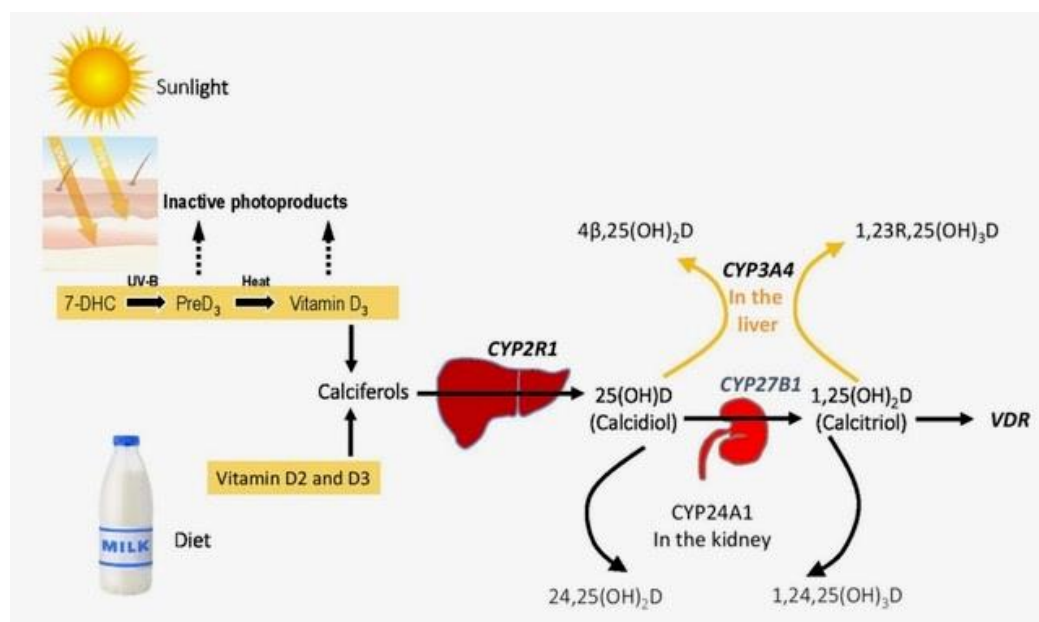 Sunlight
Inactive photoproducts
UV-B
Heat
7-DHC
PreD₃
Vitamin D₃
Calciferols
Vitamin D2 and D3
MILK
Diet
CYP2R1
4β,25(OH)₂D
1,23R,25(OH)₃D
CYP3A4
In the
liver
25(OH)D
(Calcidiol)
CYP27B1
1,25(OH)₂D
(Calcitriol)
VDR
CYP24A1
In the kidney
24,25(OH)₂D
1,24,25(OH)₃D